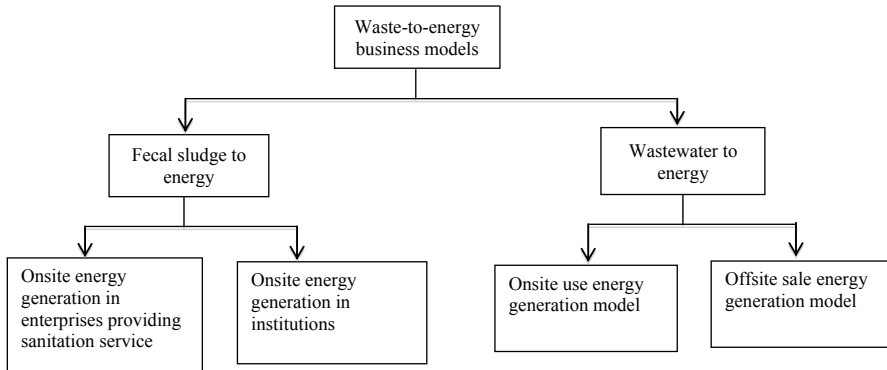 Waste-to-energy
business models
Fecal sludge to
energy
Wastewater to
energy
Onsite energy
generation in
enterprises providing
sanitation service
Onsite energy
generation in
institutions
Onsite use energy
generation model
Offsite sale energy
generation model